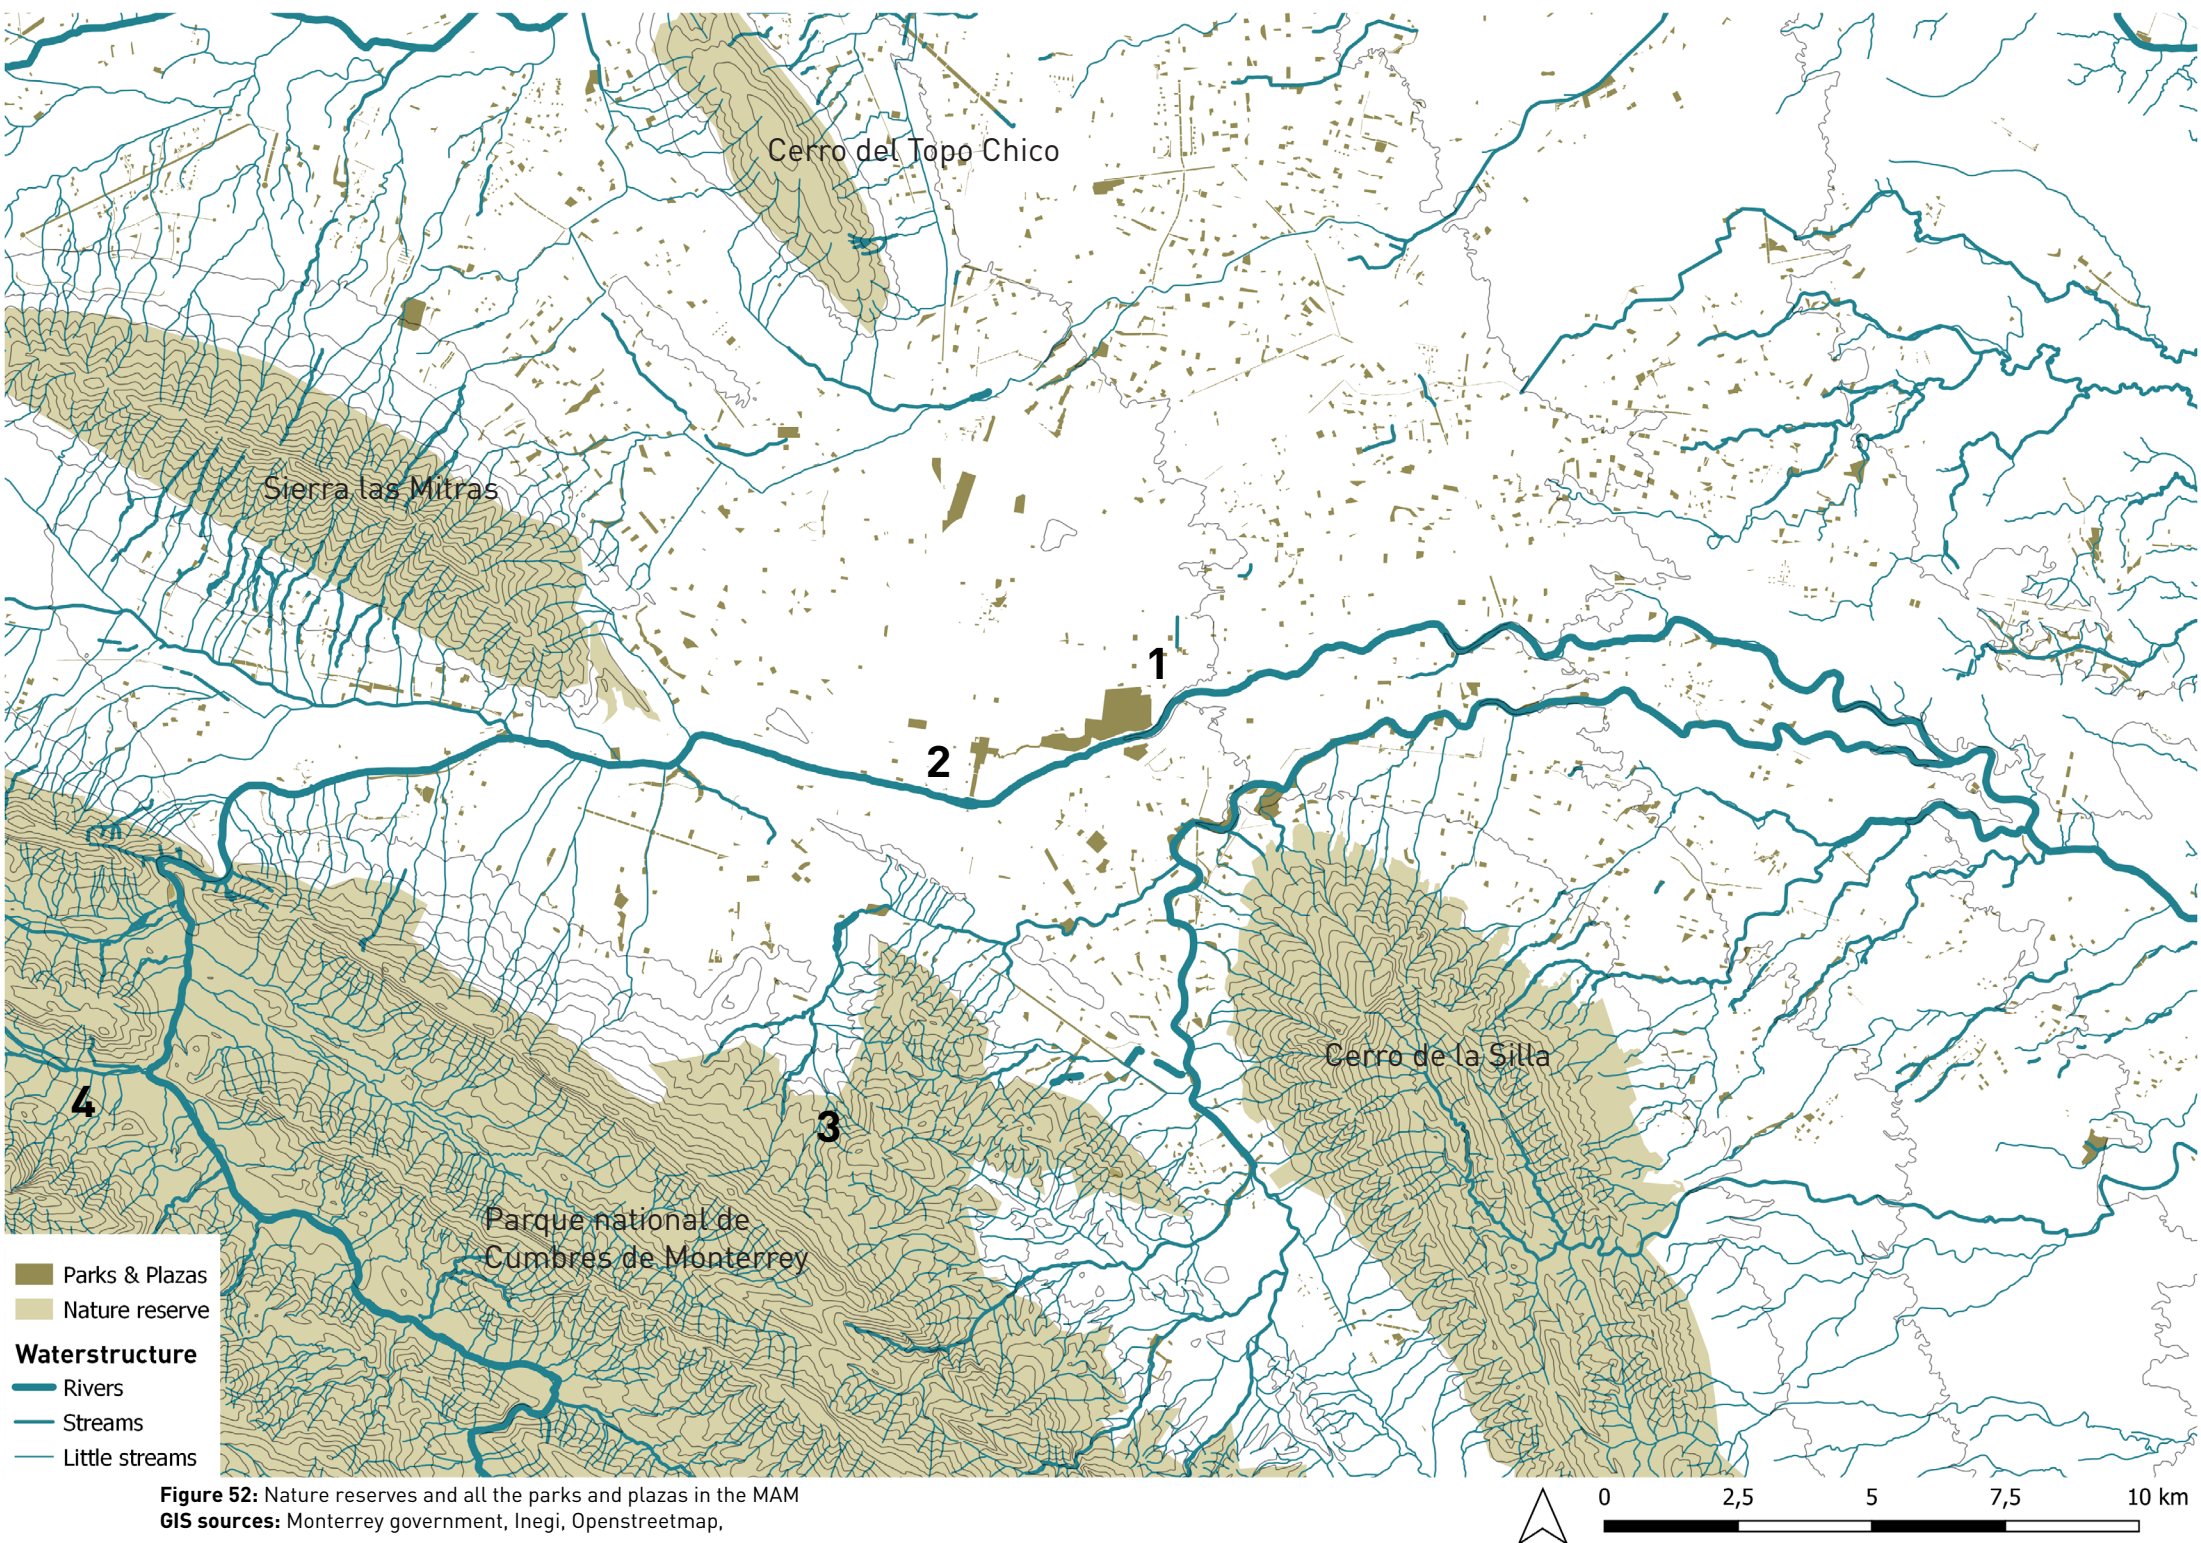 Cerro del Topo Chico
Sierra las Mitras
1
2
Cerro de la Silla
4
3
Parque national de
Cumbres de Monterrey
Parks & Plazas
Nature reserve
Waterstructure
Rivers
Streams
Little streams
Figure 52: Nature reserves and all the parks and plazas in the MAM
GIS sources: Monterrey government, Inegi, Openstreetmap,
0 2,5 5 7,5 10 km